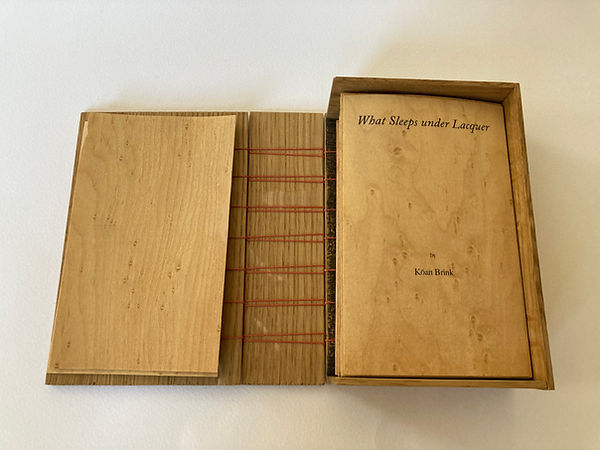 What Sleeps under Lacquer
by
Kōan Brink